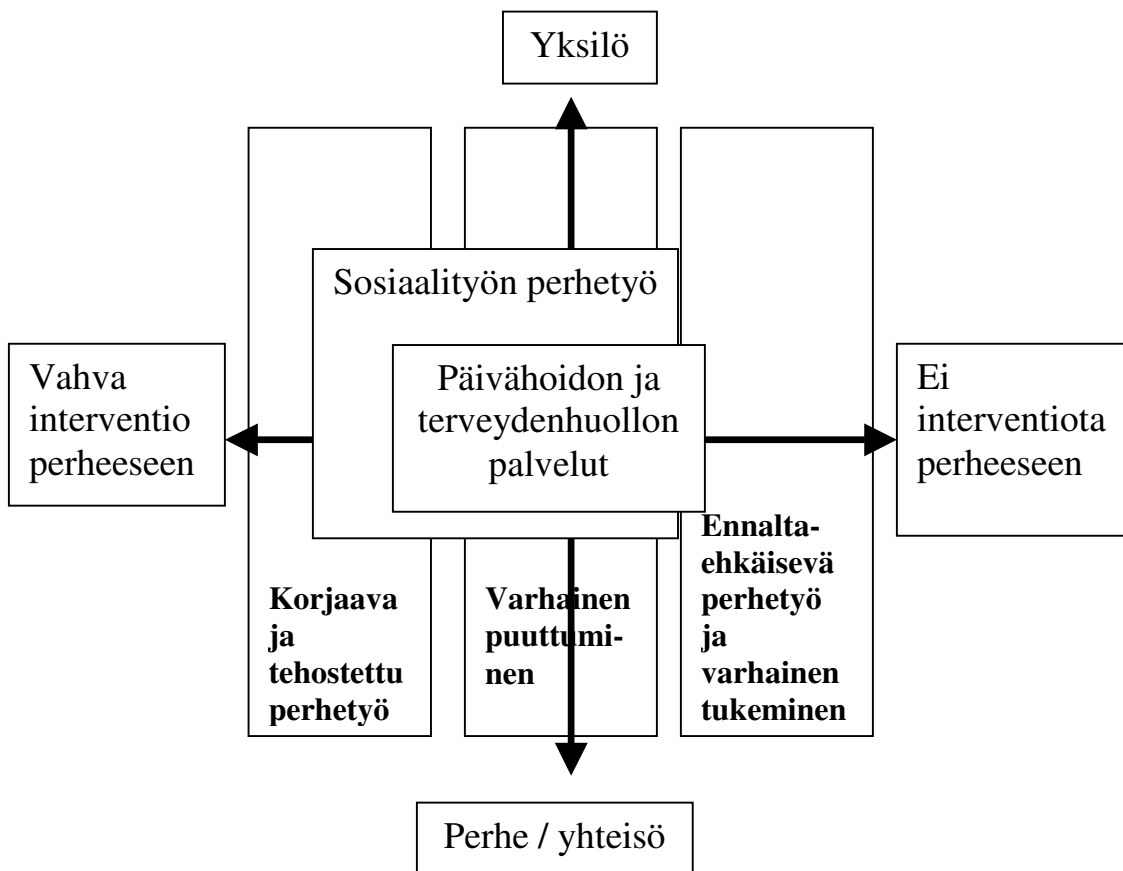 Yksilö
Sosiaalityön perhetyö
Vahva
interventio
perheeseen
Päivähoidon ja
terveydenhuollon
palvelut
Ei
interventiota
perheeseen
Korjaava
ja
tehostettu
perhetyö
Varhainen
puuttumi-
nen
Ennalta-
ehkäisevä
perhetyö
ja
varhainen
tukeminen
Perhe / yhteisö